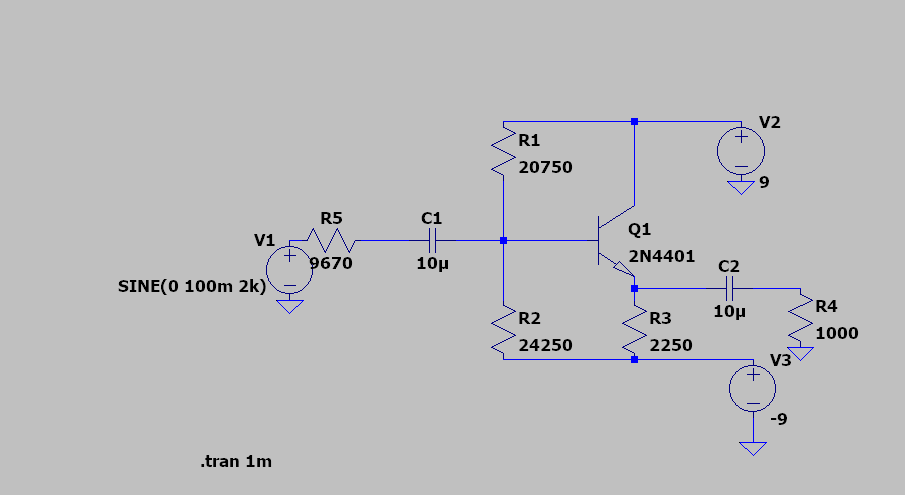 V2
R1
20750
9
R5
C1
V1
9670
10µ
Q1
2N4401
SINE(0 100m 2k)
C2
10µ
R4
1000
R2
24250
R3
2250
V3
-9
.tran 1m